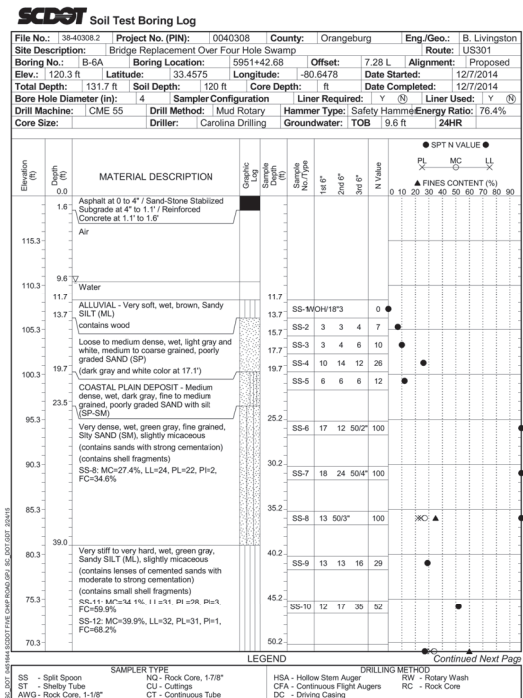 SCDOT Soil Test Boring Log
File No.: 38-40308.2 Project No. (PIN): 0040308 County: Orangeburg Eng./Geo.: B. Livingston
Site Description: Bridge Replacement Over Four Hole Swamp Route: US301
Boring No.: B-6A Boring Location: 5951+42.68 Offset: 7.28 L Alignment: Proposed
Elev.: 120.3 ft Latitude: 33.4575 Longitude: -80.6478 Date Started: 12/7/2014
Total Depth: 131.7 ft Soil Depth: 120 ft Core Depth: ft Date Completed: 12/7/2014
Bore Hole Diameter (in): 4 Sampler Configuration Liner Required: Y N Liner Used: Y N
Drill Machine: CME 55 Drill Method: Mud Rotary Hammer Type: Safety Hammer Energy Ratio: 76.4%
Core Size: Driller: Carolina Drilling Groundwater: TOB 9.6 ft 24HR
Elevation (ft)
Depth (ft)
MATERIAL DESCRIPTION
Graphic Log
Sample Depth (ft)
Sample No./Type
1st 6"
2nd 6"
3rd 6"
N Value
● SPT N VALUE ●
PL MC LL
▲ FINES CONTENT (%)
0 10 20 30 40 50 60 70 80 90
0.0
1.6
Asphalt at 0 to 4" / Sand-Stone Stabilized
Subgrade at 4" to 1.1' / Reinforced
Concrete at 1.1' to 1.6'
Air
115.3
110.3
9.6
Water
11.7
13.7
ALLUVIAL - Very soft, wet, brown, Sandy
SILT (ML)
contains wood
105.3
Loose to medium dense, wet, light gray and
white, medium to coarse grained, poorly
graded SAND (SP)
(dark gray and white color at 17.1')
19.7
100.3
COASTAL PLAIN DEPOSIT - Medium
dense, wet, dark gray, fine to medium
grained, poorly graded SAND with silt
(SP-SM)
23.5
95.3
Very dense, wet, green gray, fine grained,
Slty SAND (SM), slightly micaceous
(contains sands with strong cementation)
(contains shell fragments)
SS-8: MC=27.4%, LL=24, PL=22, PI=2,
FC=34.6%
90.3
85.3
39.0
80.3
Very stiff to very hard, wet, green gray,
Sandy SILT (ML), slightly micaceous
(contains lenses of cemented sands with
moderate to strong cementation)
(contains small shell fragments)
SS-11: MC=34.1%, LL=31, PL=28, PI=3,
FC=59.9%
SS-12: MC=39.9%, LL=32, PL=31, PI=1,
FC=68.2%
75.3
70.3
11.7 SS-1 WOH/18"3 0
13.7 SS-2 3 3 4 7
15.7 SS-3 3 4 6 10
17.7 SS-4 10 14 12 26
19.7 SS-5 6 6 6 12
25.2 SS-6 17 12 50/2" 100
30.2 SS-7 18 24 50/4" 100
35.2 SS-8 13 50/3" 100
40.2 SS-9 13 13 16 29
45.2 SS-10 12 17 35 52
50.2
LEGEND
Continued Next Page
SAMPLER TYPE
SS - Split Spoon NQ - Rock Core, 1-7/8"
ST - Shelby Tube CU - Cuttings
AWG - Rock Core, 1-1/8" CT - Continuous Tube
DRILLING METHOD
HSA - Hollow Stem Auger RW - Rotary Wash
CFA - Continuous Flight Augers RC - Rock Core
DC - Driving Casing
SCDOT FIVE CHOP ROAD.GPJ SC_DOT.GDT 2/24/15